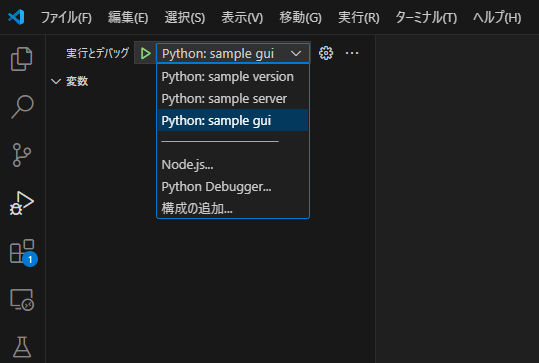 ファイル(F) 編集(E) 選択(S) 表示(V) 移動(G) 実行(R) ターミナル(T) ヘルプ(H)
実行とデバッグ Python: sample gui
変数
Python: sample version
Python: sample server
Python: sample gui
Node.js...
Python Debugger...
構成の追加...
1